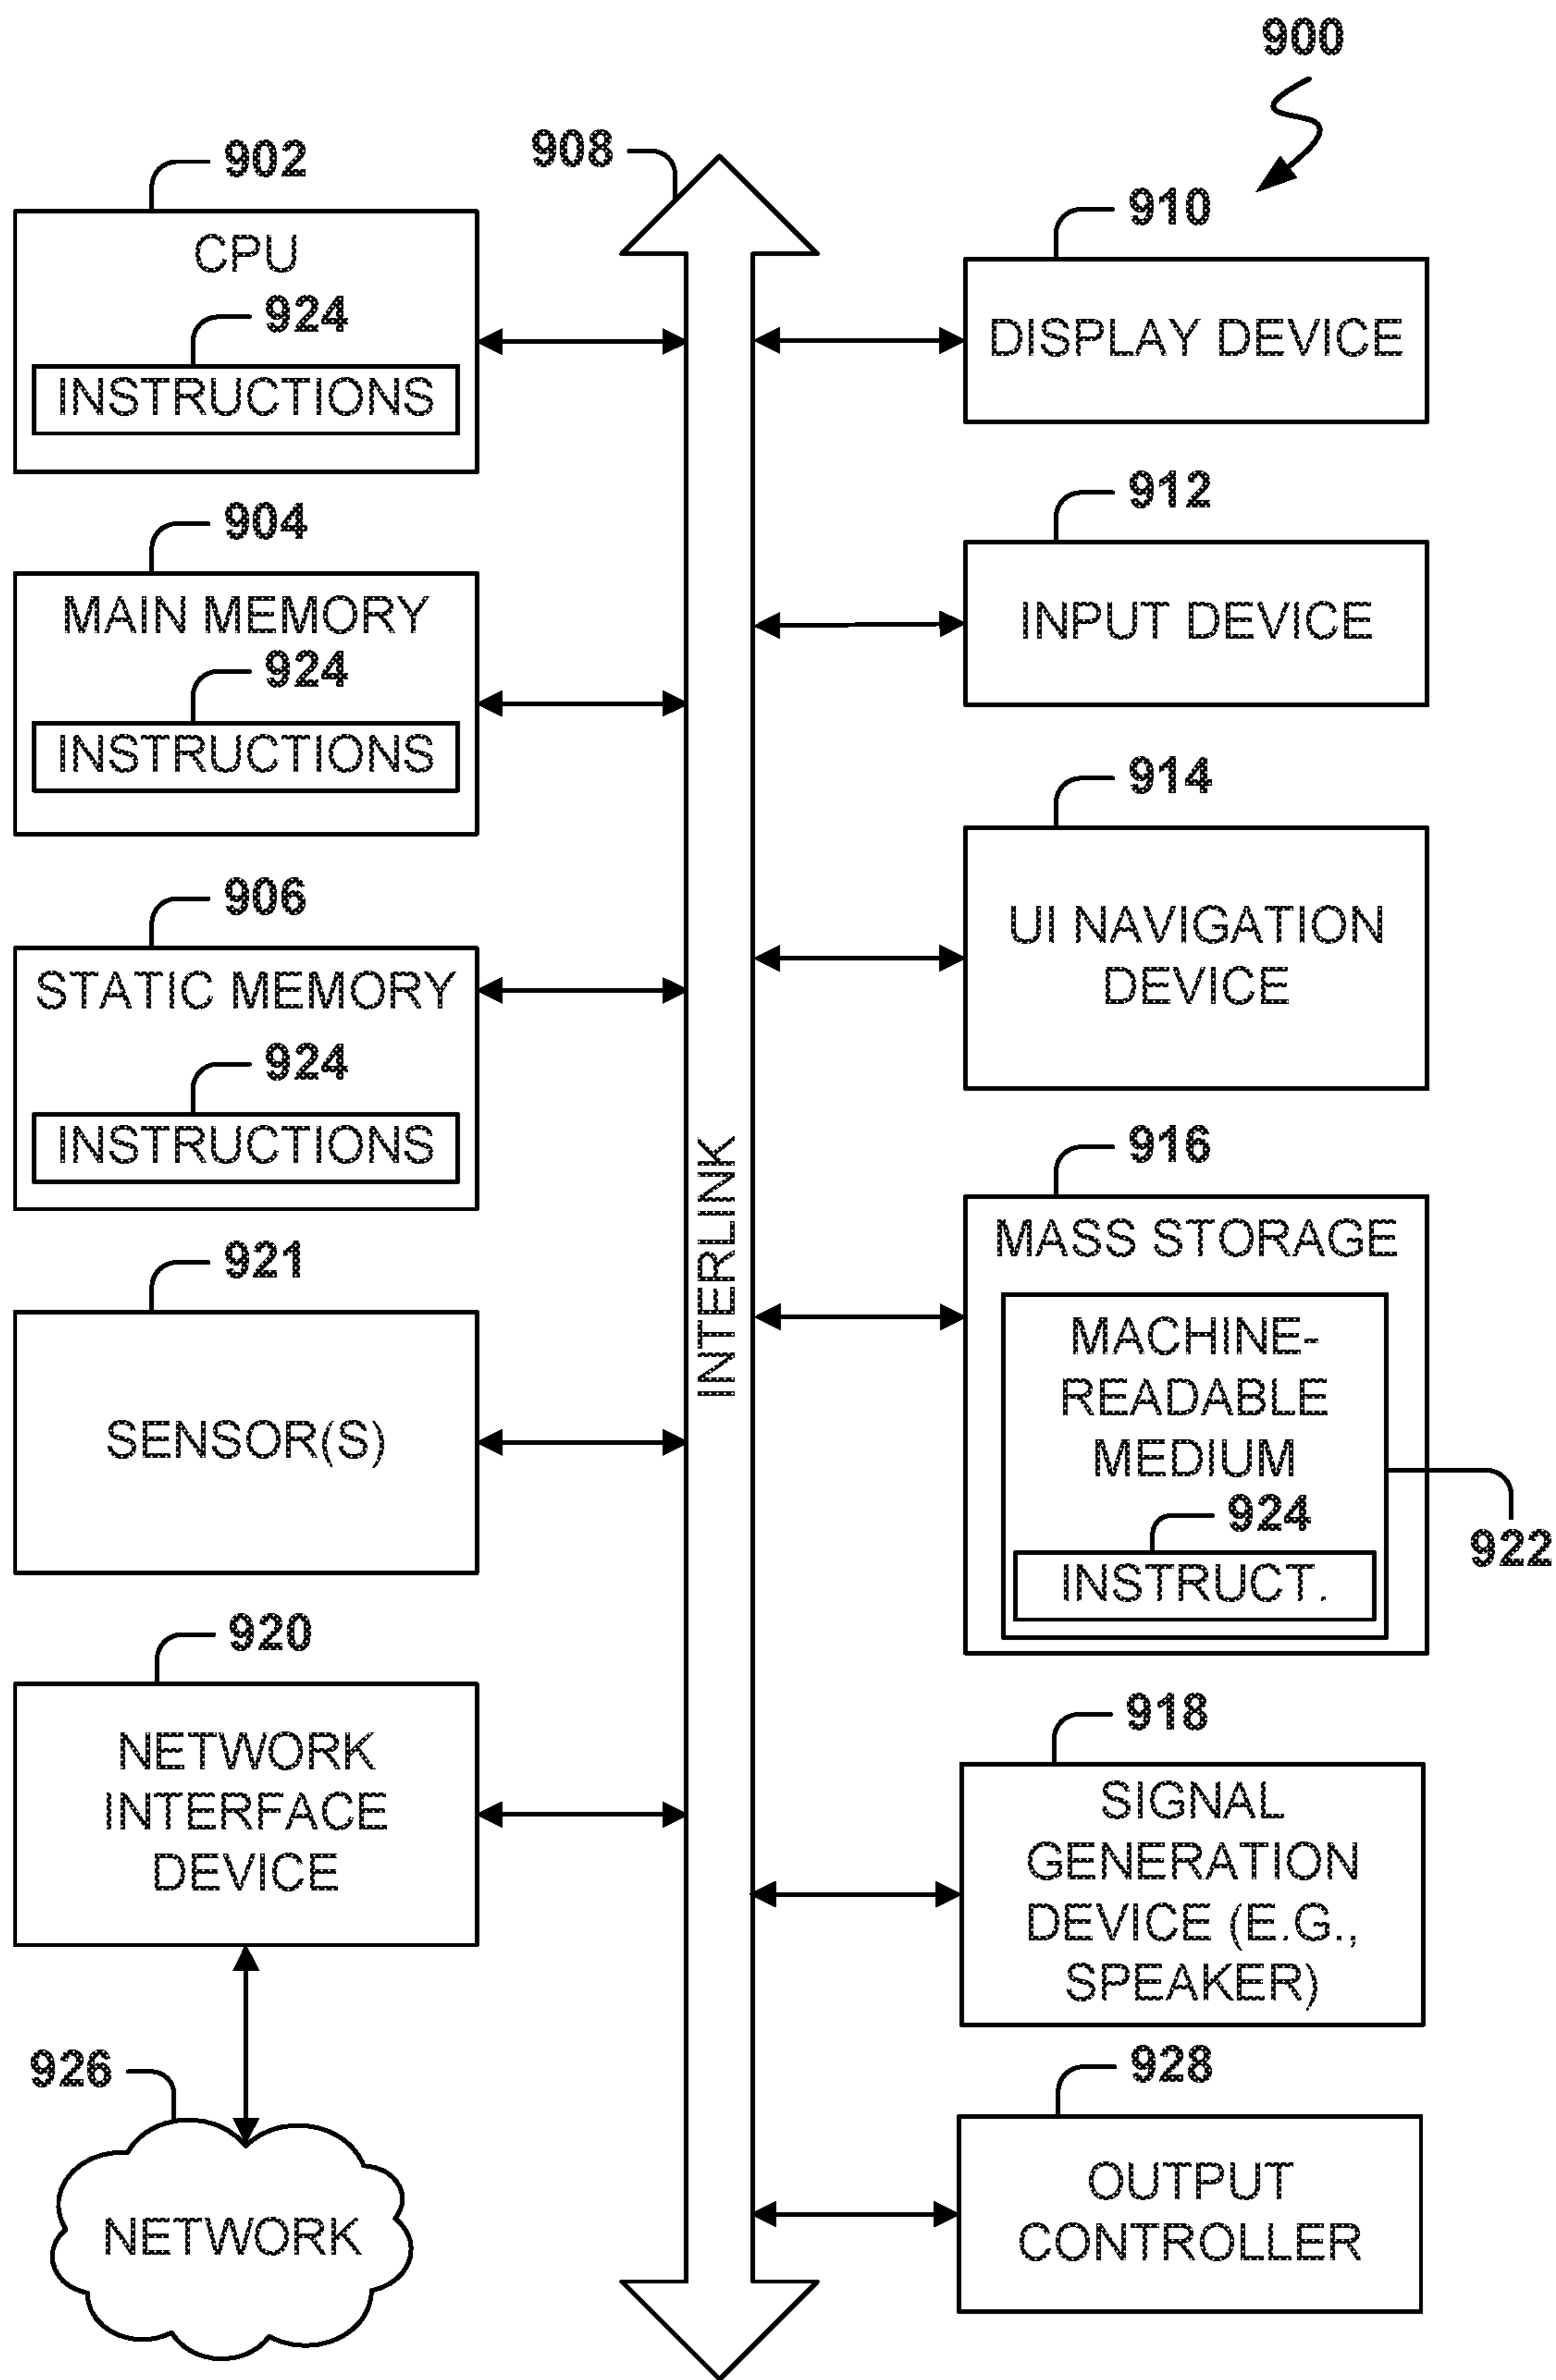 900
902
CPU
924
INSTRUCTIONS
904
MAIN MEMORY
924
INSTRUCTIONS
906
STATIC MEMORY
924
INSTRUCTIONS
921
SENSOR(S)
920
NETWORK
INTERFACE
DEVICE
926
NETWORK
908
INTERLINK
910
DISPLAY DEVICE
912
INPUT DEVICE
914
UI NAVIGATION
DEVICE
916
MASS STORAGE
MACHINE-
READABLE
MEDIUM
924
INSTRUCT.
922
918
SIGNAL
GENERATION
DEVICE (E.G.,
SPEAKER)
928
OUTPUT
CONTROLLER